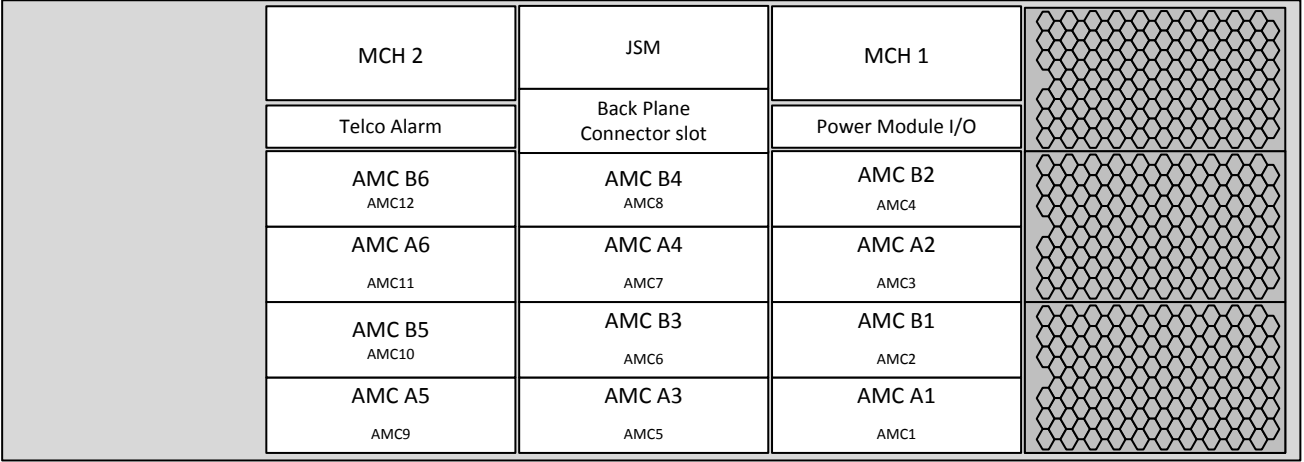 MCH 2
JSM
MCH 1
Telco Alarm
Back Plane
Connector slot
Power Module I/O
AMC B6
AMC12
AMC B4
AMC8
AMC B2
AMC4
AMC A6
AMC11
AMC A4
AMC7
AMC A2
AMC3
AMC B5
AMC10
AMC B3
AMC6
AMC B1
AMC2
AMC A5
AMC9
AMC A3
AMC5
AMC A1
AMC1